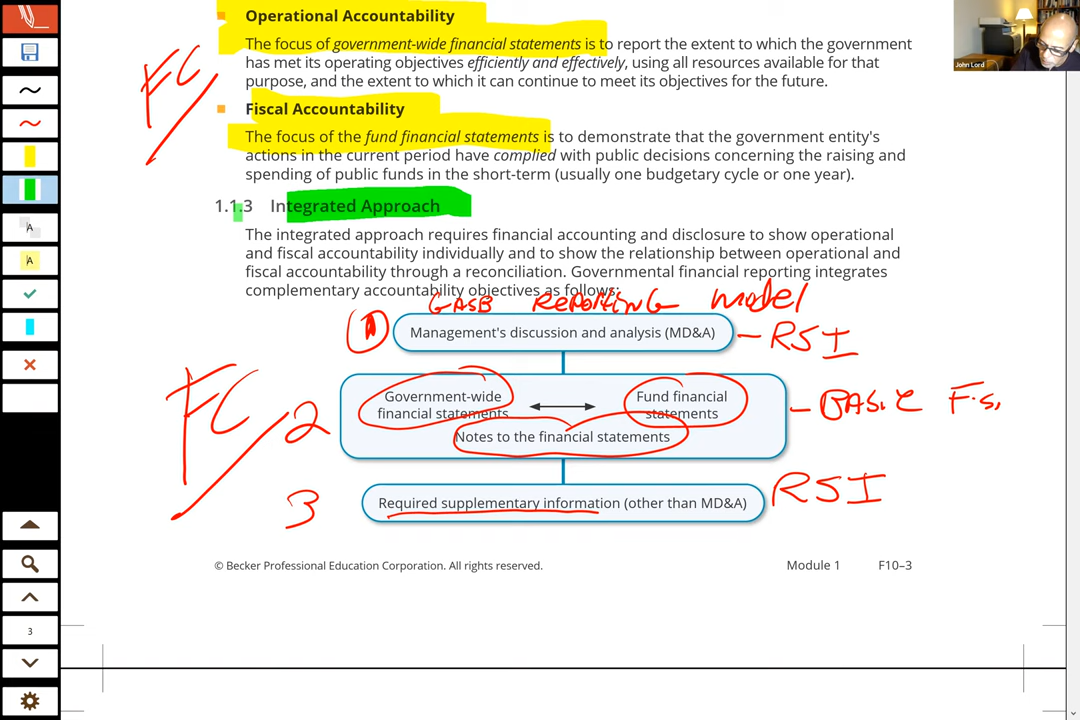 Operational Accountability
The focus of government-wide financial statements is to report the extent to which the government
has met its operating objectives efficiently and effectively, using all resources available for that
purpose, and the extent to which it can continue to meet its objectives for the future.
FC
Fiscal Accountability
The focus of the fund financial statements is to demonstrate that the government entity's
actions in the current period have complied with public decisions concerning the raising and
spending of public funds in the short-term (usually one budgetary cycle or one year).
1.1.3 Integrated Approach
The integrated approach requires financial accounting and disclosure to show operational
and fiscal accountability individually and to show the relationship between operational and
fiscal accountability through a reconciliation. Governmental financial reporting integrates
complementary accountability objectives as follows:
GASB REPORTING model
1 Management's discussion and analysis (MD&A) – RSI
FC
2
Government-wide
financial statements
Fund financial
statements
Notes to the financial statements
– BASIC F.S.
3 Required supplementary information (other than MD&A) RSI
© Becker Professional Education Corporation. All rights reserved. Module 1 F10–3
John Lord
A
A
3